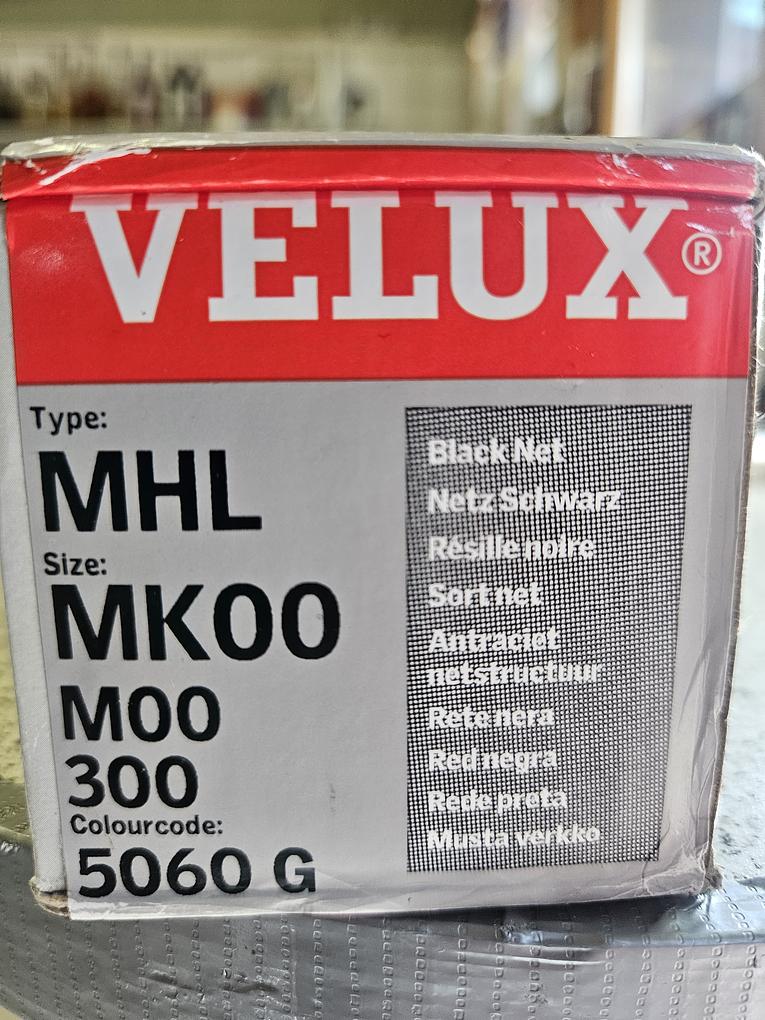 VELUX®
Type:
MHL
Size:
MK00
M00
300
Colourcode:
5060 G
Black Net
Netz Schwarz
Résille noire
Sort net
Antraciet
netstructuur
Rete nera
Red negra
Rede preta
Musta verkko